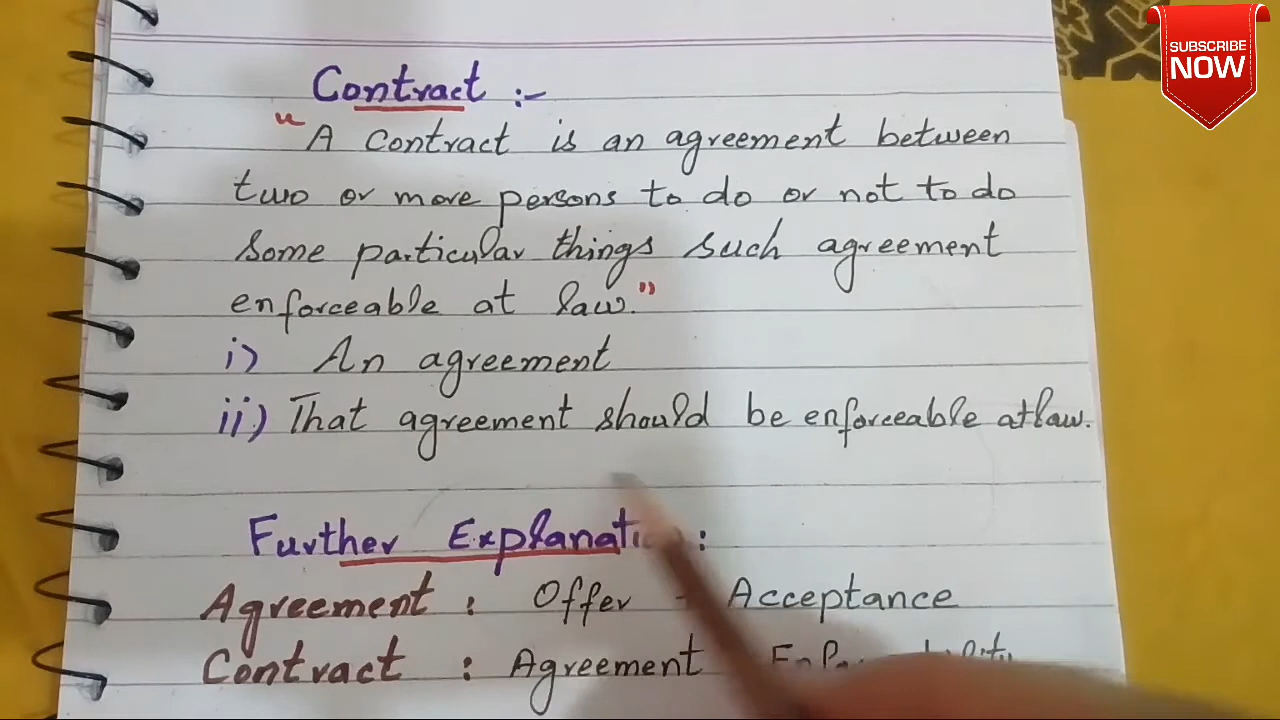 SUBSCRIBE
NOW
Contract :-
"A Contract is an agreement between
two or more persons to do or not to do
some particular things such agreement
enforceable at law."
i) An agreement
ii) That agreement should be enforceable at law.
Further :
Agreement : Offer Acceptance
Contract : Agreement